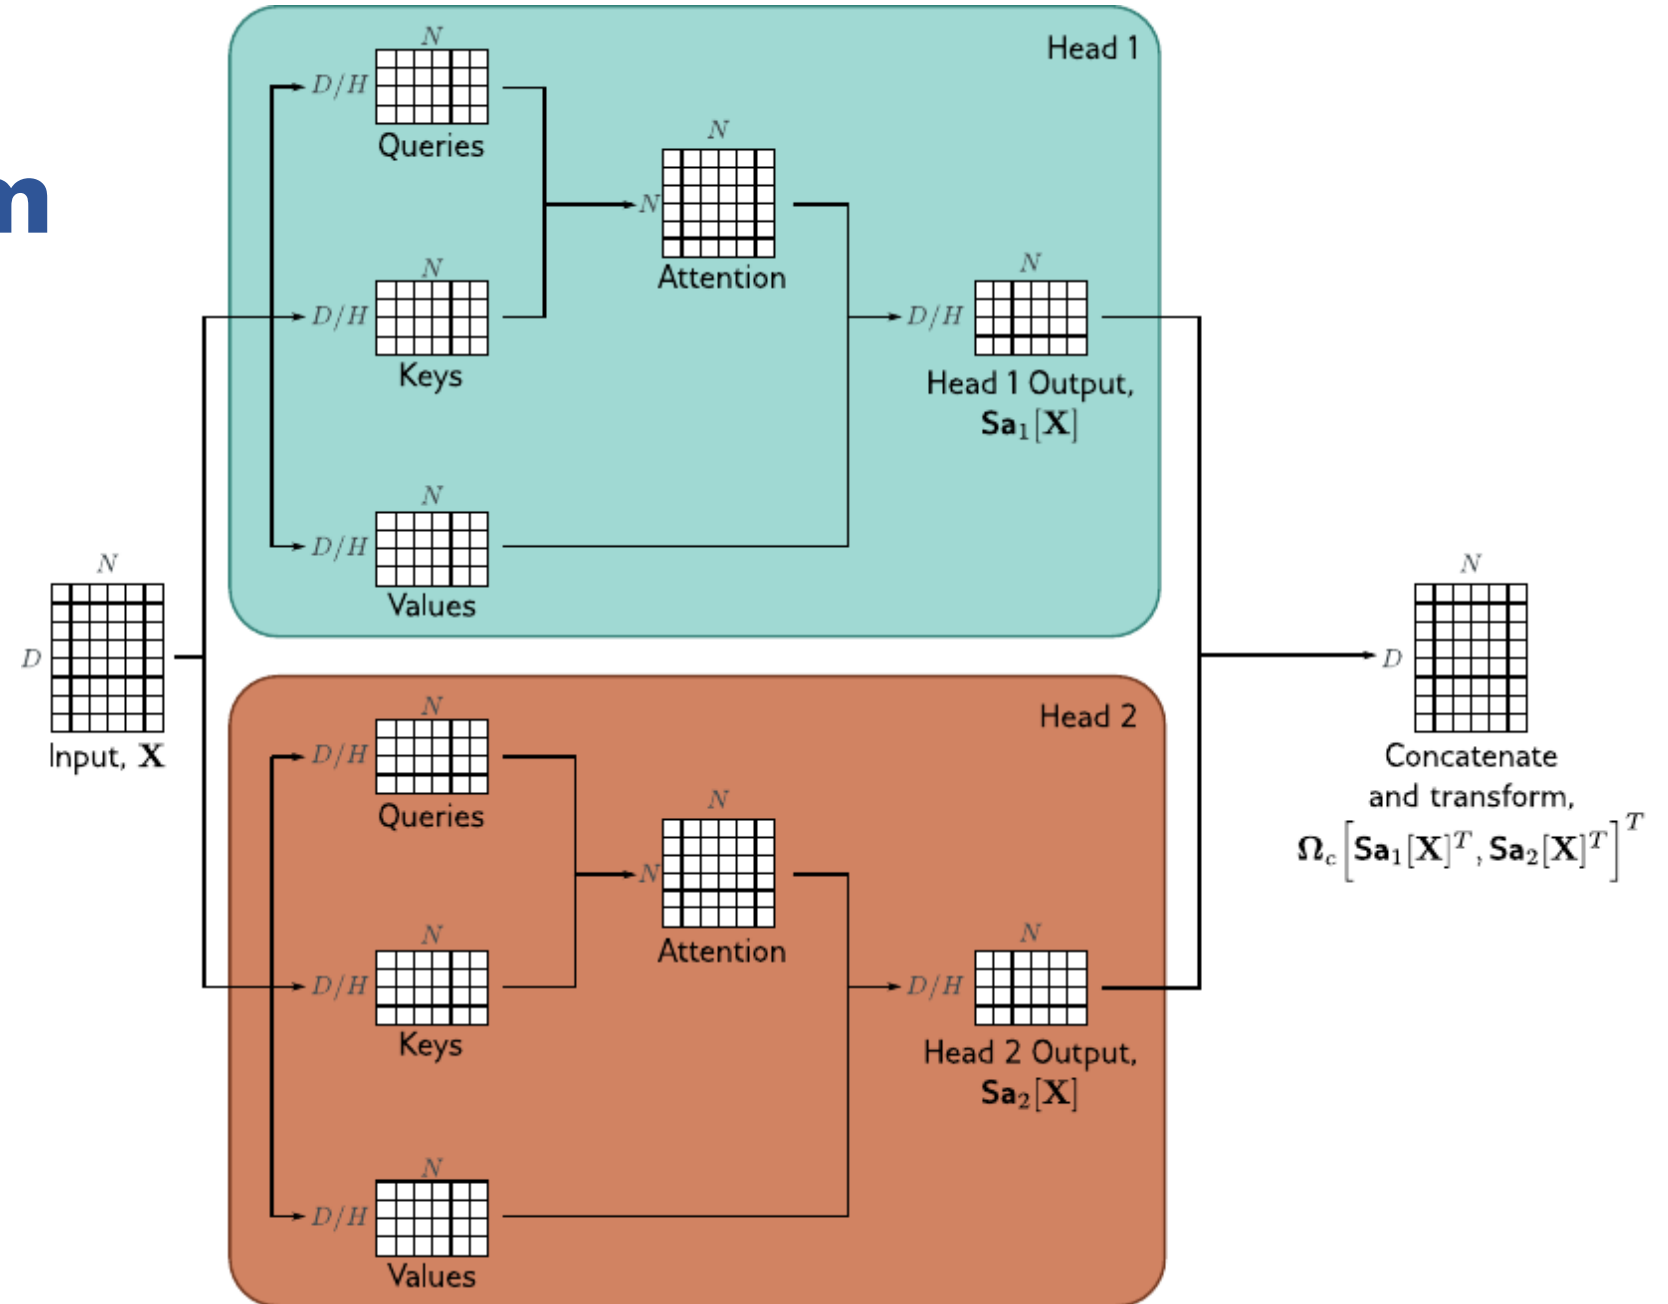 m
Head 1
N
D/H
Queries
N
N
Attention
N
D/H
Keys
N
D/H
Head 1 Output,
Sa₁[X]
N
D/H
Values
N
D
Input, X
Head 2
N
D/H
Queries
N
N
Attention
N
D/H
Keys
N
D/H
Head 2 Output,
Sa₂[X]
N
D/H
Values
N
D
Concatenate
and transform,
Ω_c[Sa₁[X]ᵀ, Sa₂[X]ᵀ]ᵀ